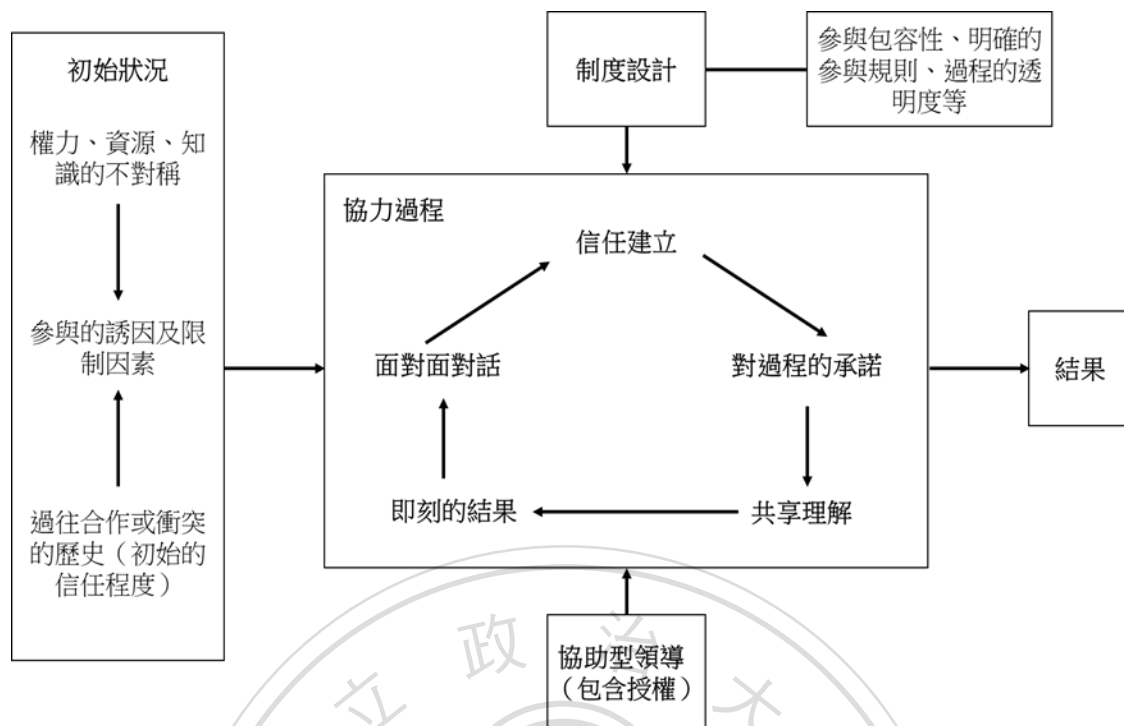 初始狀況
權力、資源、知
識的不對稱
參與的誘因及限
制因素
過往合作或衝突
的歷史（初始的
信任程度）
制度設計
參與包容性、明確的
參與規則、過程的透
明度等
協力過程
信任建立
面對面對話
對過程的承諾
即刻的結果
共享理解
結果
協助型領導
（包含授權）
立政治大